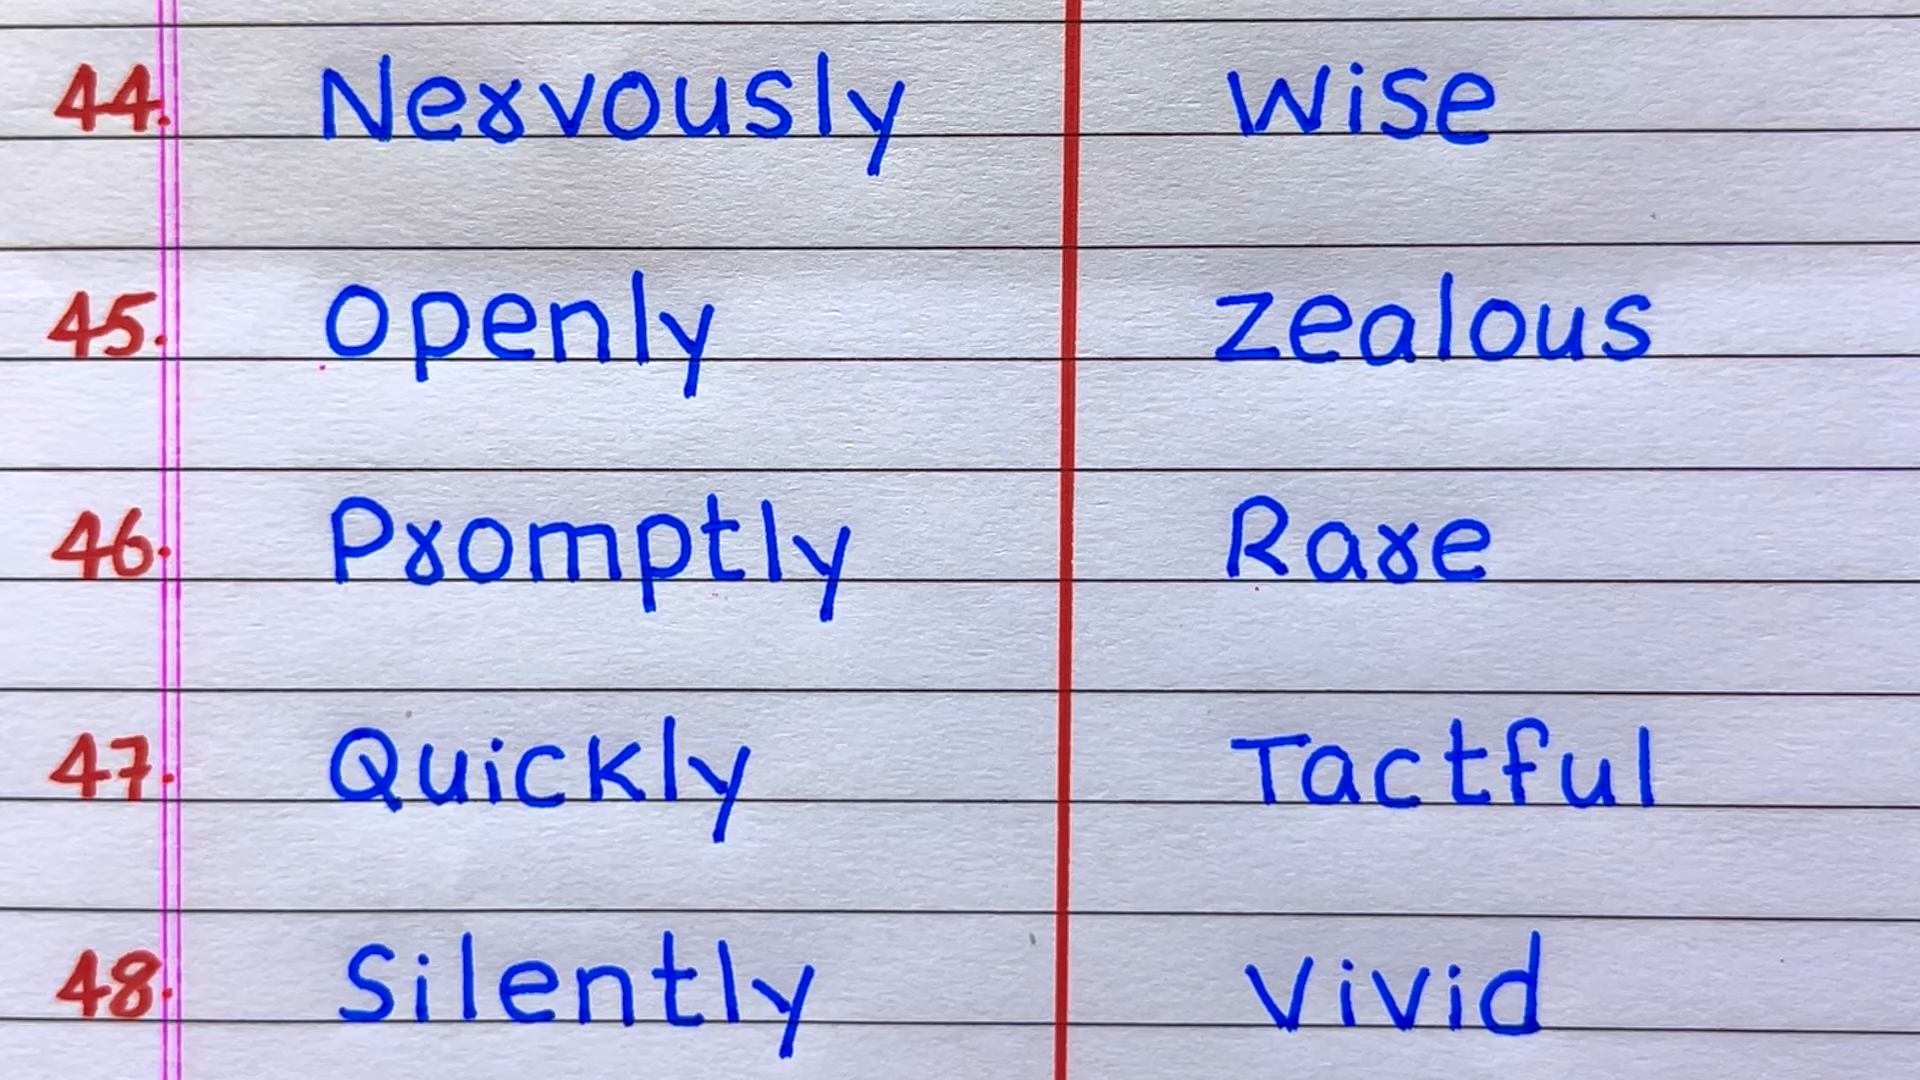 44. Nervously Wise
45. Openly Zealous
46. Promptly Rare
47. Quickly Tactful
48. Silently Vivid